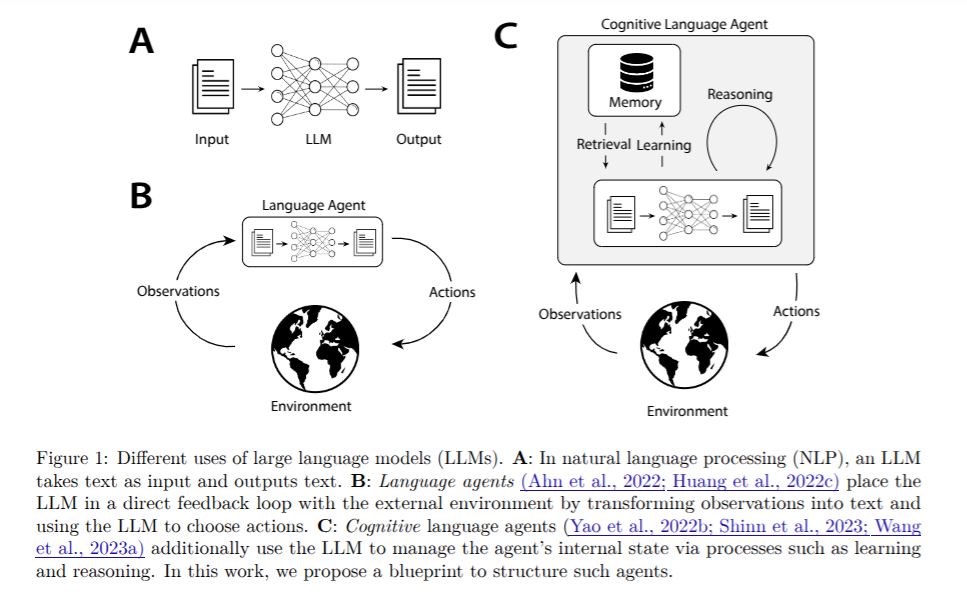 A
Input
LLM
Output
B
Language Agent
Observations
Actions
Environment
C
Cognitive Language Agent
Memory
Reasoning
Retrieval Learning
Observations
Actions
Environment
Figure 1: Different uses of large language models (LLMs). A: In natural language processing (NLP), an LLM
takes text as input and outputs text. B: Language agents (Ahn et al., 2022; Huang et al., 2022c) place the
LLM in a direct feedback loop with the external environment by transforming observations into text and
using the LLM to choose actions. C: Cognitive language agents (Yao et al., 2022b; Shinn et al., 2023; Wang
et al., 2023a) additionally use the LLM to manage the agent's internal state via processes such as learning
and reasoning. In this work, we propose a blueprint to structure such agents.